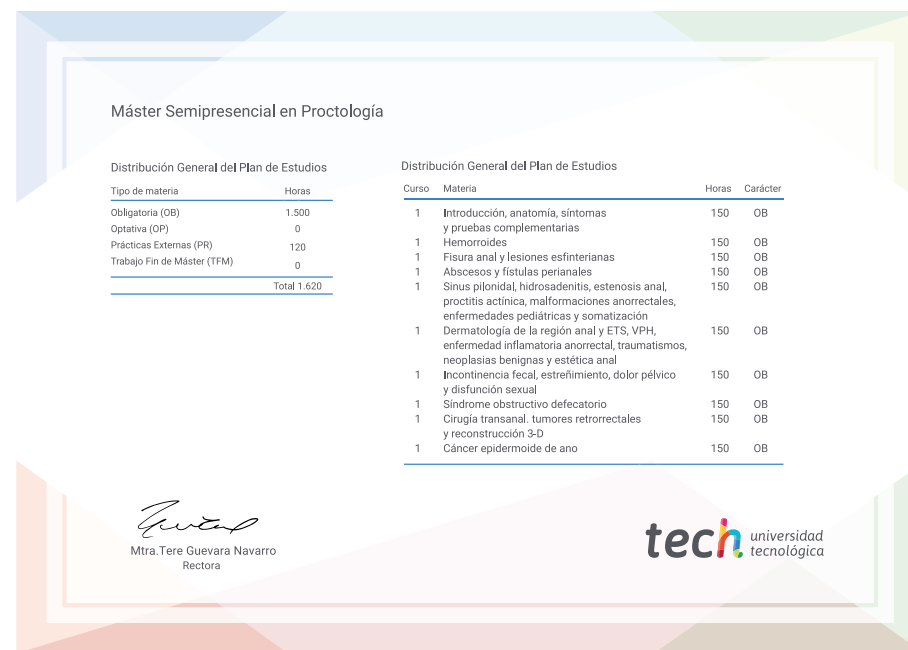 Máster Semipresencial en Proctología
Distribución General del Plan de Estudios
Tipo de materia Horas
Obligatoria (OB) 1.500
Optativa (OP) 0
Prácticas Externas (PR) 120
Trabajo Fin de Máster (TFM) 0
Total 1.620
Distribución General del Plan de Estudios
Curso Materia Horas Carácter
1 Introducción, anatomía, síntomas 150 OB
y pruebas complementarias
1 Hemorroides 150 OB
1 Fisura anal y lesiones esfinterianas 150 OB
1 Abscesos y fístulas perianales 150 OB
1 Sinus pilonidal, hidrosadenitis, estenosis anal, 150 OB
proctitis actínica, malformaciones anorrectales,
enfermedades pediátricas y somatización
1 Dermatología de la región anal y ETS, VPH, 150 OB
enfermedad inflamatoria anorrectal, traumatismos,
neoplasias benignas y estética anal
1 Incontinencia fecal, estreñimiento, dolor pélvico 150 OB
y disfunción sexual
1 Síndrome obstructivo defecatorio 150 OB
1 Cirugía transanal. tumores retrorrectales 150 OB
y reconstrucción 3-D
1 Cáncer epidermoide de ano 150 OB
Mtra.Tere Guevara Navarro
Rectora
tech universidad
tecnológica